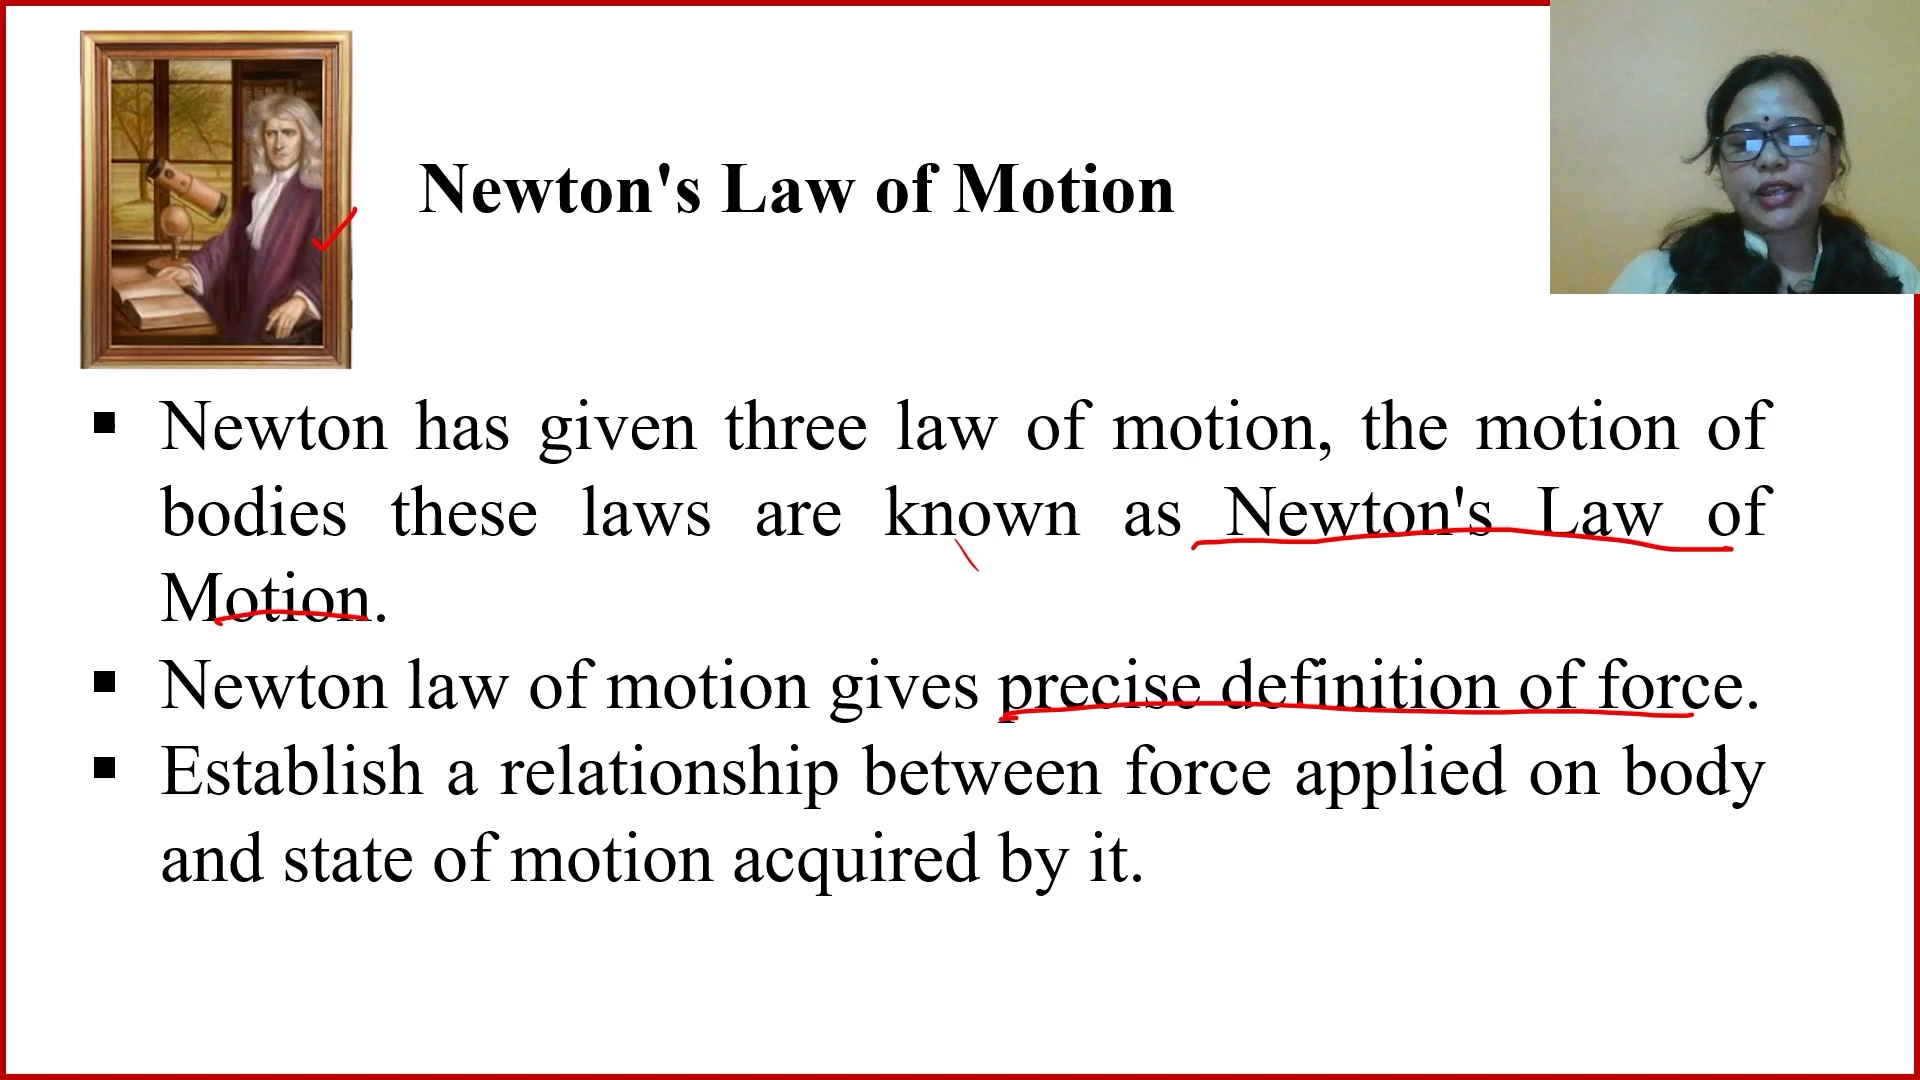 Newton's Law of Motion
▪ Newton has given three law of motion, the motion of
bodies these laws are known as Newton's Law of
Motion.
▪ Newton law of motion gives precise definition of force.
▪ Establish a relationship between force applied on body
and state of motion acquired by it.